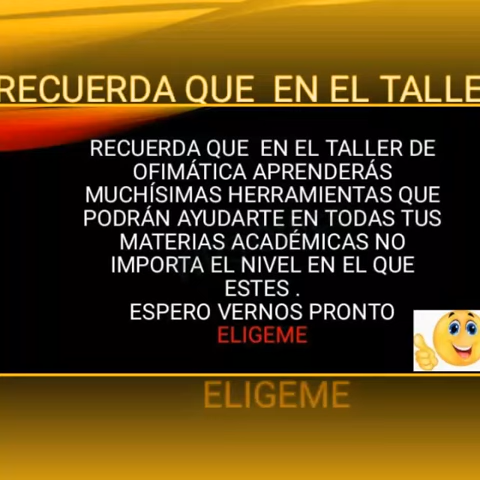 RECUERDA QUE EN EL TALLE
RECUERDA QUE EN EL TALLER DE
OFIMÁTICA APRENDERÁS
MUCHÍSIMAS HERRAMIENTAS QUE
PODRÁN AYUDARTE EN TODAS TUS
MATERIAS ACADÉMICAS NO
IMPORTA EL NIVEL EN EL QUE
ESTES .
ESPERO VERNOS PRONTO
ELIGEME
ELIGEME